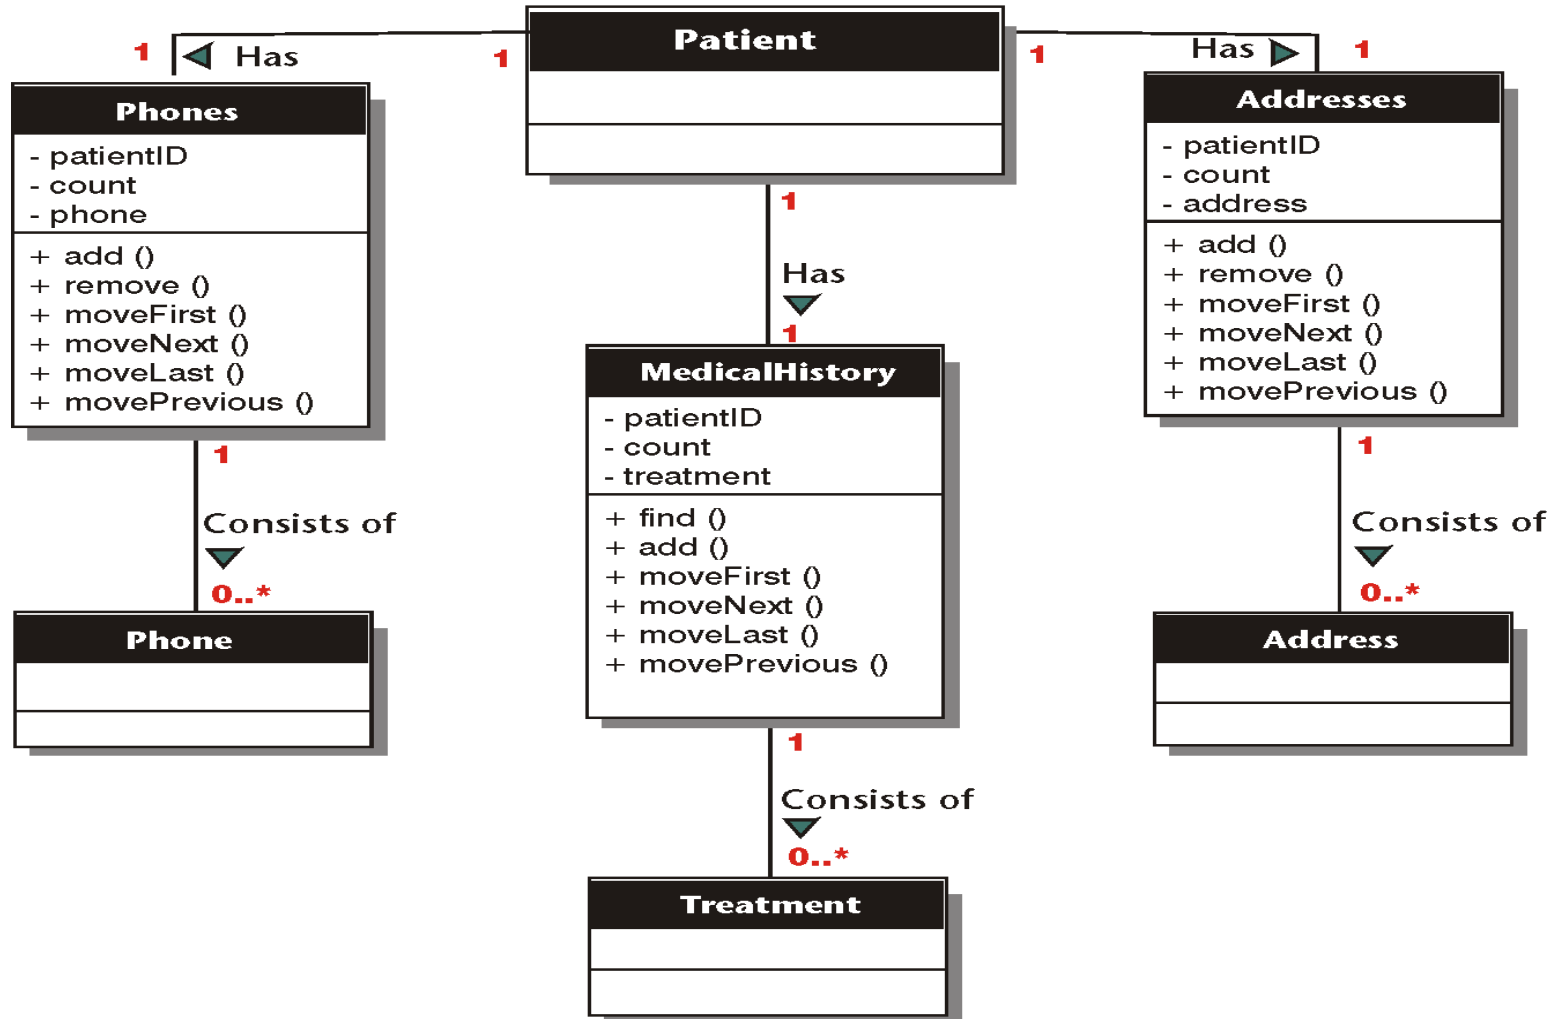 Patient
1
Has
1
1
Has
1
Phones
- patientID
- count
- phone
+ add ()
+ remove ()
+ moveFirst ()
+ moveNext ()
+ moveLast ()
+ movePrevious ()
1
Consists of
0..*
Phone
1
Has
1
MedicalHistory
- patientID
- count
- treatment
+ find ()
+ add ()
+ moveFirst ()
+ moveNext ()
+ moveLast ()
+ movePrevious ()
1
Consists of
0..*
Treatment
Addresses
- patientID
- count
- address
+ add ()
+ remove ()
+ moveFirst ()
+ moveNext ()
+ moveLast ()
+ movePrevious ()
1
Consists of
0..*
Address